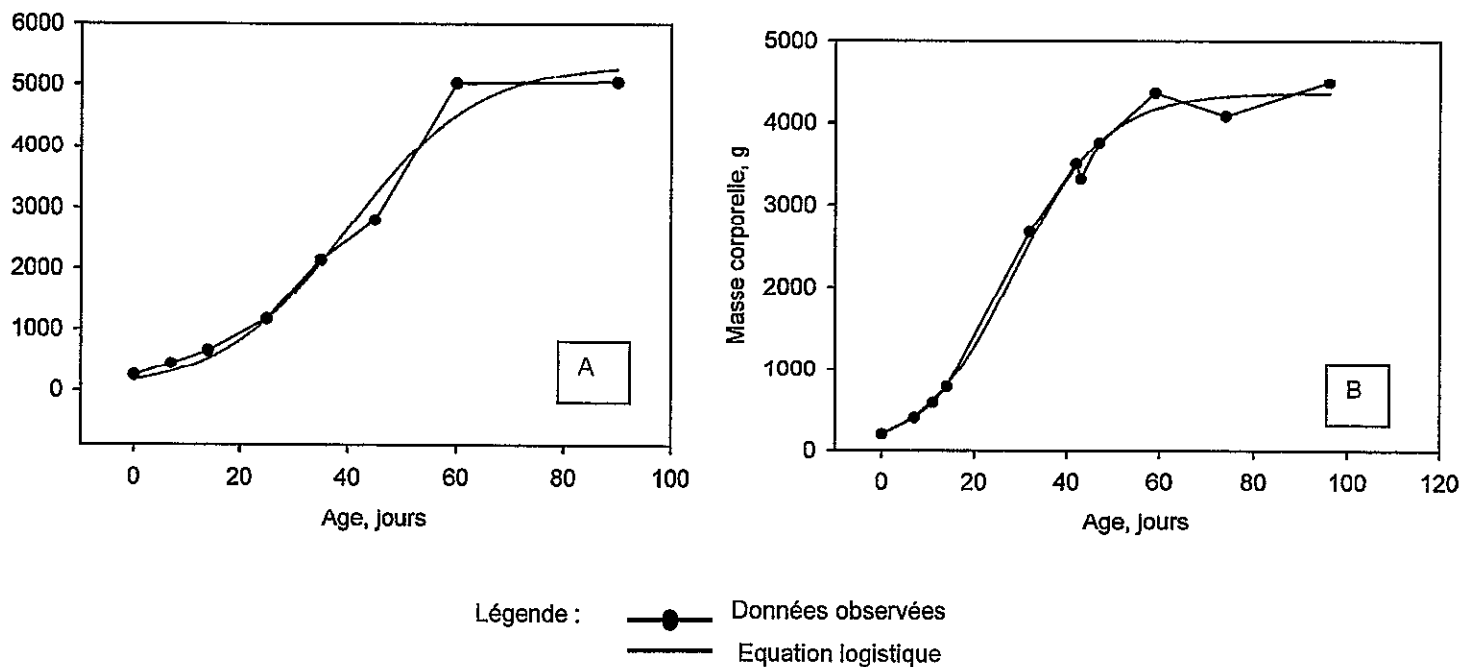 6000
5000
4000
3000
2000
1000
0
0 20 40 60 80 100
Age, jours
A
Masse corporelle, g
5000
4000
3000
2000
1000
0
0 20 40 60 80 100 120
Age, jours
B
Légende : Données observées
Equation logistique